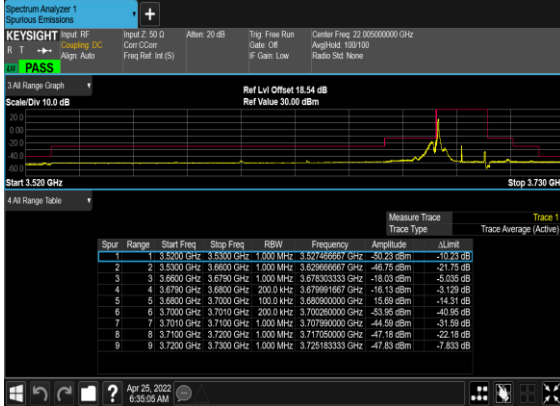 Spectrum Analyzer 1
Spurious Emissions
+
KEYSIGHT Input: RF Input Z: 50 Ω Atten: 20 dB Trig: Free Run Center Freq: 22.005000000 GHz
R T Coupling: DC Corr CCorr Gate: Off Avg|Hold: 100/100
Align: Auto Freq Ref: Int (S) IF Gain: Low Radio Std: None
PASS
3 All Range Graph Ref Lvl Offset 18.54 dB
Scale/Div 10.0 dB Ref Value 30.00 dBm
20.0
0.00
-20.0
-40.0
-60.0
Start 3.520 GHz Stop 3.730 GH
4 All Range Table
Measure Trace Trace 1
Trace Type Trace Average (Active)
Spur Range Start Freq Stop Freq RBW Frequency Amplitude ΔLimit
1 1 3.5200 GHz 3.5300 GHz 1.000 MHz 3.527466667 GHz -50.23 dBm -10.23 dB
2 2 3.5300 GHz 3.6600 GHz 1.000 MHz 3.629666667 GHz -46.75 dBm -21.75 dB
3 3 3.6600 GHz 3.6790 GHz 1.000 MHz 3.678303333 GHz -18.03 dBm -5.035 dB
4 4 3.6790 GHz 3.6800 GHz 200.0 kHz 3.679991667 GHz -16.13 dBm -3.129 dB
5 5 3.6800 GHz 3.7000 GHz 100.0 kHz 3.680900000 GHz 15.69 dBm -14.31 dB
6 6 3.7000 GHz 3.7010 GHz 200.0 kHz 3.700260000 GHz -53.95 dBm -40.95 dB
7 7 3.7010 GHz 3.7100 GHz 1.000 MHz 3.707990000 GHz -44.59 dBm -31.59 dB
8 8 3.7100 GHz 3.7200 GHz 1.000 MHz 3.717050000 GHz -47.18 dBm -22.18 dB
9 9 3.7200 GHz 3.7300 GHz 1.000 MHz 3.725183333 GHz -47.83 dBm -7.833 dB
? Apr 25, 2022
6:35:05 AM